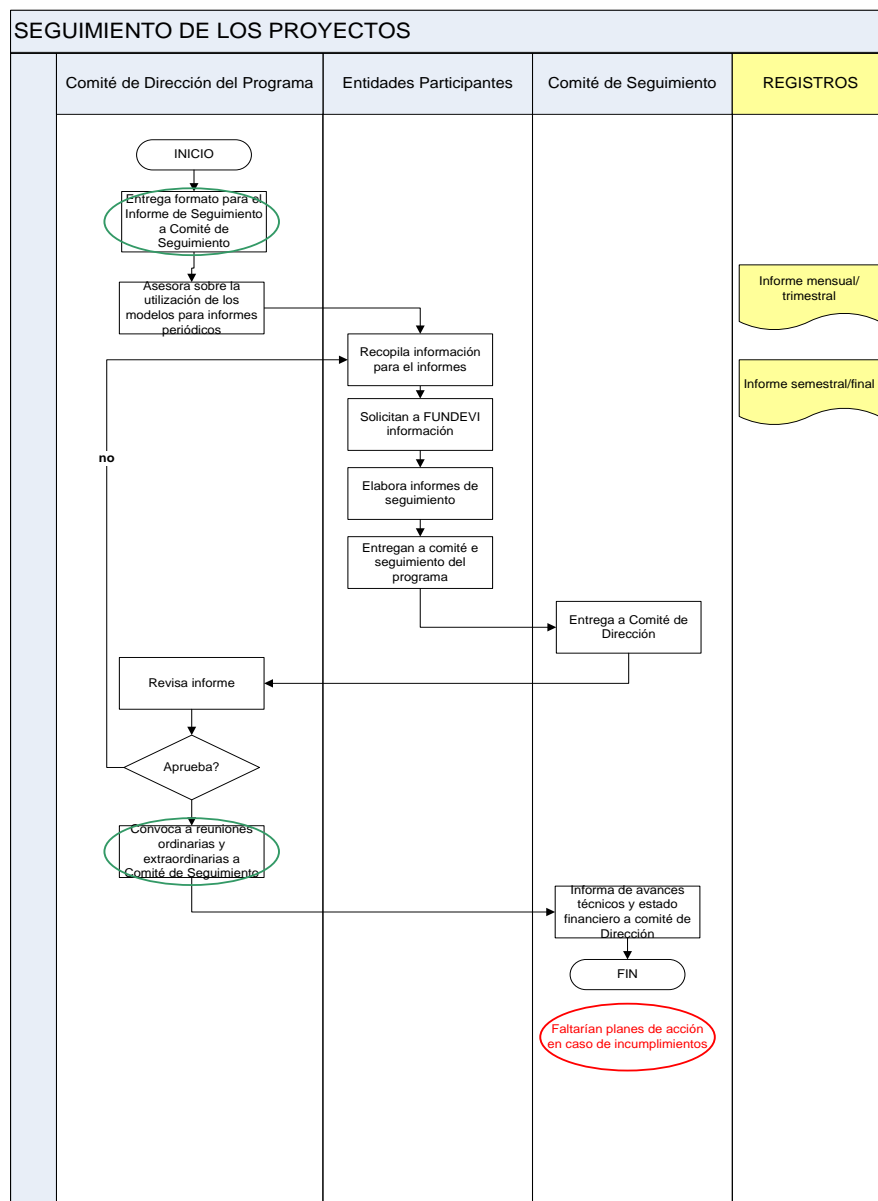 SEGUIMIENTO DE LOS PROYECTOS
Comité de Dirección del Programa
Entidades Participantes
Comité de Seguimiento
REGISTROS
INICIO
Entrega formato para el
Informe de Seguimiento
a Comité de
Seguimiento
Asesora sobre la
utilización de los
modelos para informes
periódicos
Informe mensual/
trimestral
Recopila información
para el informes
Informe semestral/final
Solicitan a FUNDEVI
información
no
Elabora informes de
seguimiento
Entregan a comité e
seguimiento del
programa
Entrega a Comité de
Dirección
Revisa informe
Aprueba?
Convoca a reuniones
ordinarias y
extraordinarias a
Comité de Seguimiento
Informa de avances
técnicos y estado
financiero a comité de
Dirección
FIN
Faltarían planes de acción
en caso de incumplimientos